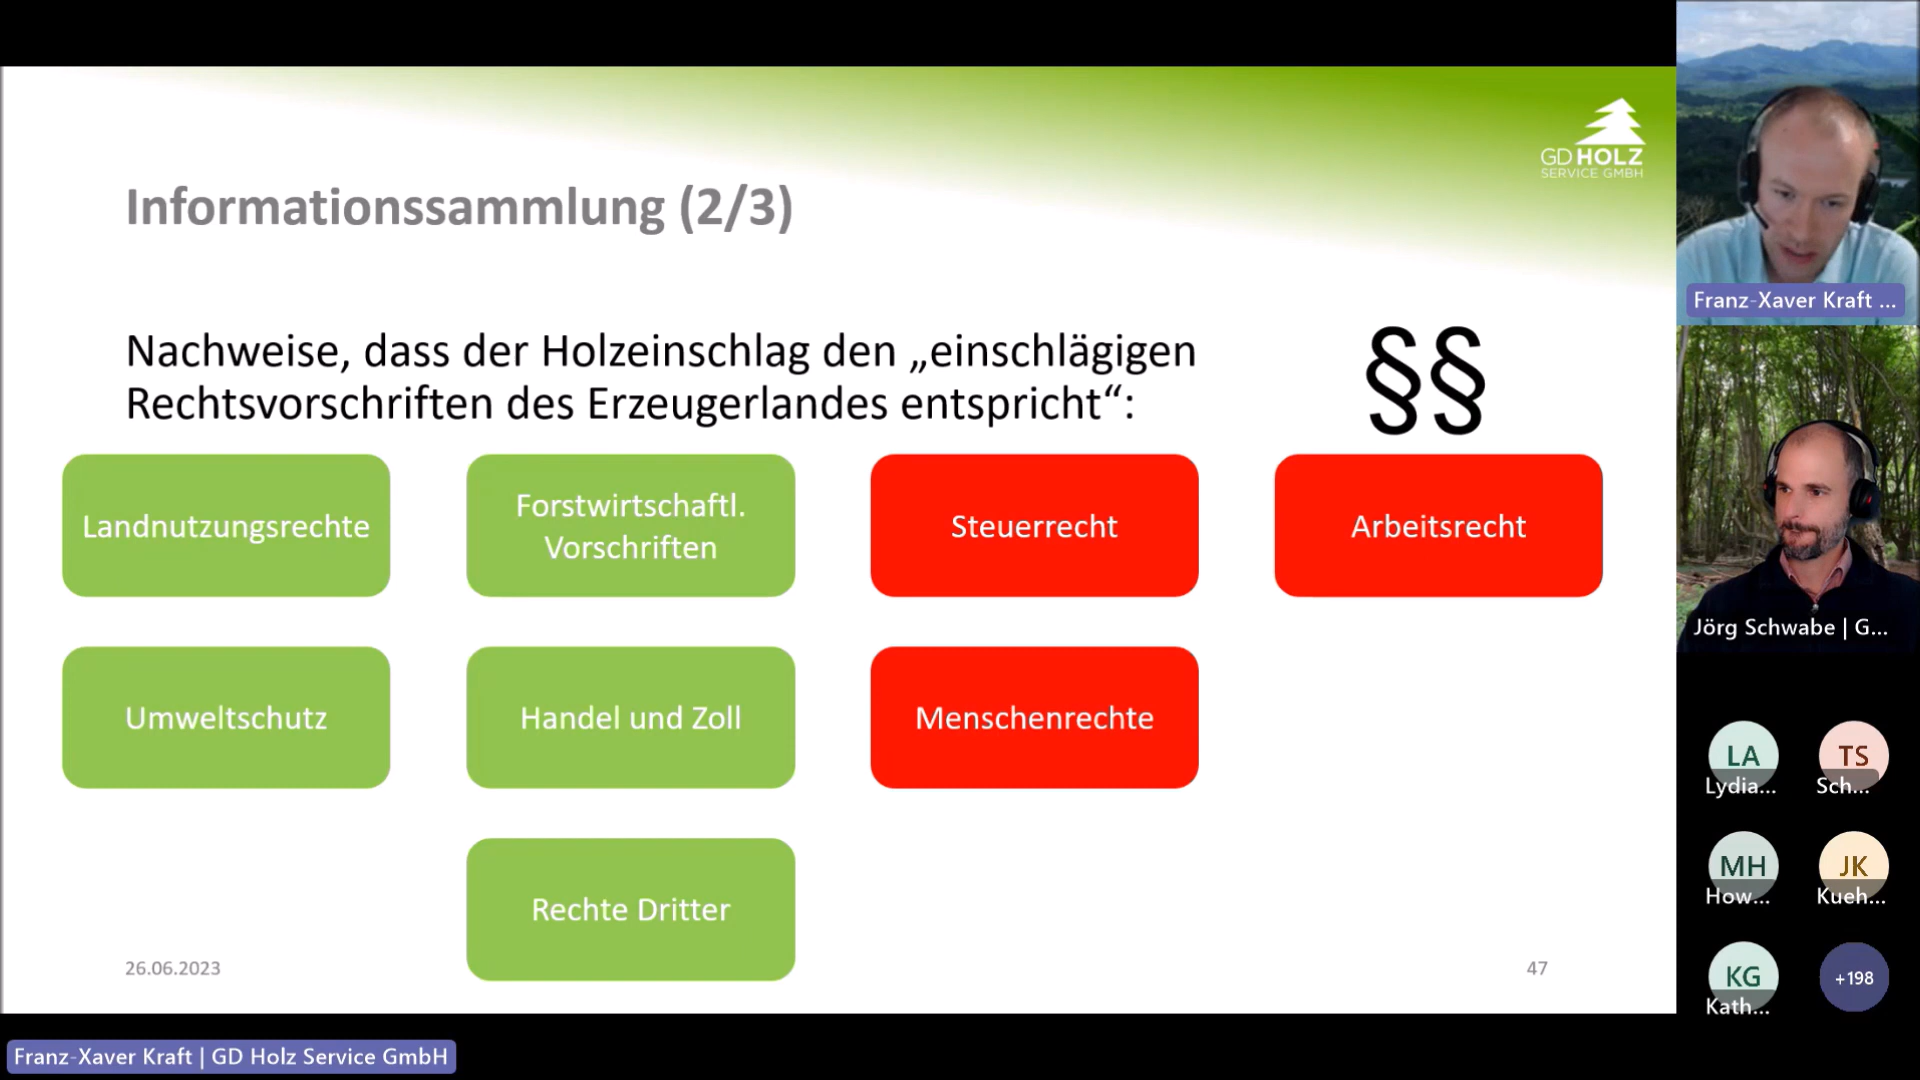 GD HOLZ
SERVICE GMBH
Informationssammlung (2/3)
Nachweise, dass der Holzeinschlag den „einschlägigen
Rechtsvorschriften des Erzeugerlandes entspricht“:
§§
Landnutzungsrechte
Forstwirtschaftl.
Vorschriften
Steuerrecht
Arbeitsrecht
Umweltschutz
Handel und Zoll
Menschenrechte
Rechte Dritter
26.06.2023
47
Franz-Xaver Kraft ...
Jörg Schwabe | G...
LA
Lydia...
TS
Sch...
MH
How...
JK
Kueh...
KG
Kath...
+198
Franz-Xaver Kraft | GD Holz Service GmbH